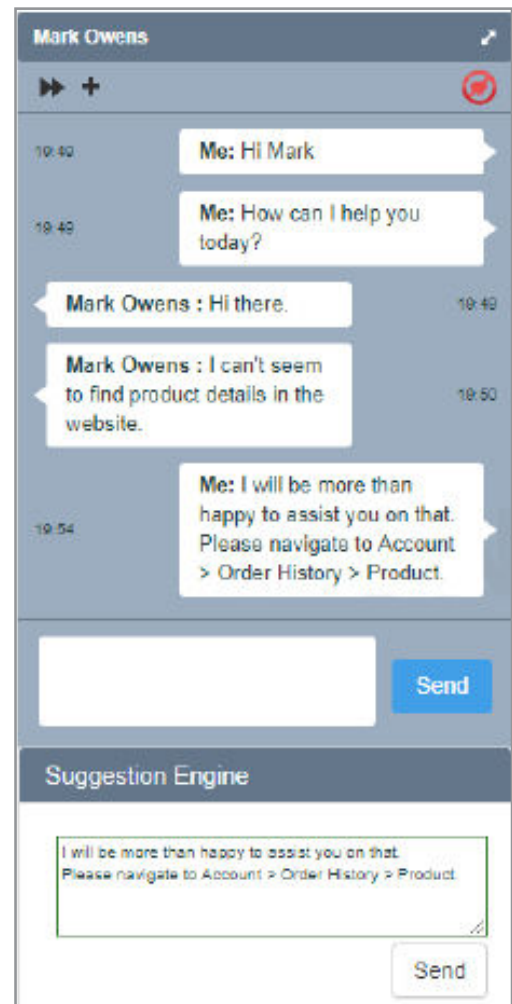 Mark Owens
19:49
Me: Hi Mark
19:49
Me: How can I help you
today?
Mark Owens : Hi there.
19:49
Mark Owens : I can't seem
to find product details in the
website.
19:50
19:54
Me: I will be more than
happy to assist you on that.
Please navigate to Account
> Order History > Product.
Send
Suggestion Engine
I will be more than happy to assist you on that.
Please navigate to Account > Order History > Product.
Send